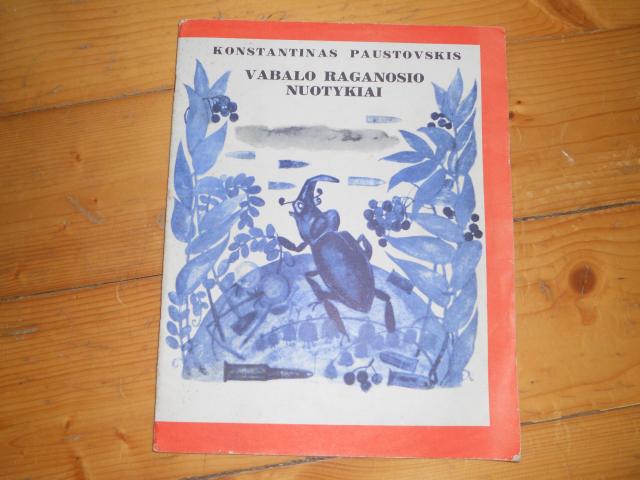 KONSTANTINAS PAUSTOVSKIS
VABALO RAGANOSIO
NUOTYKIAI